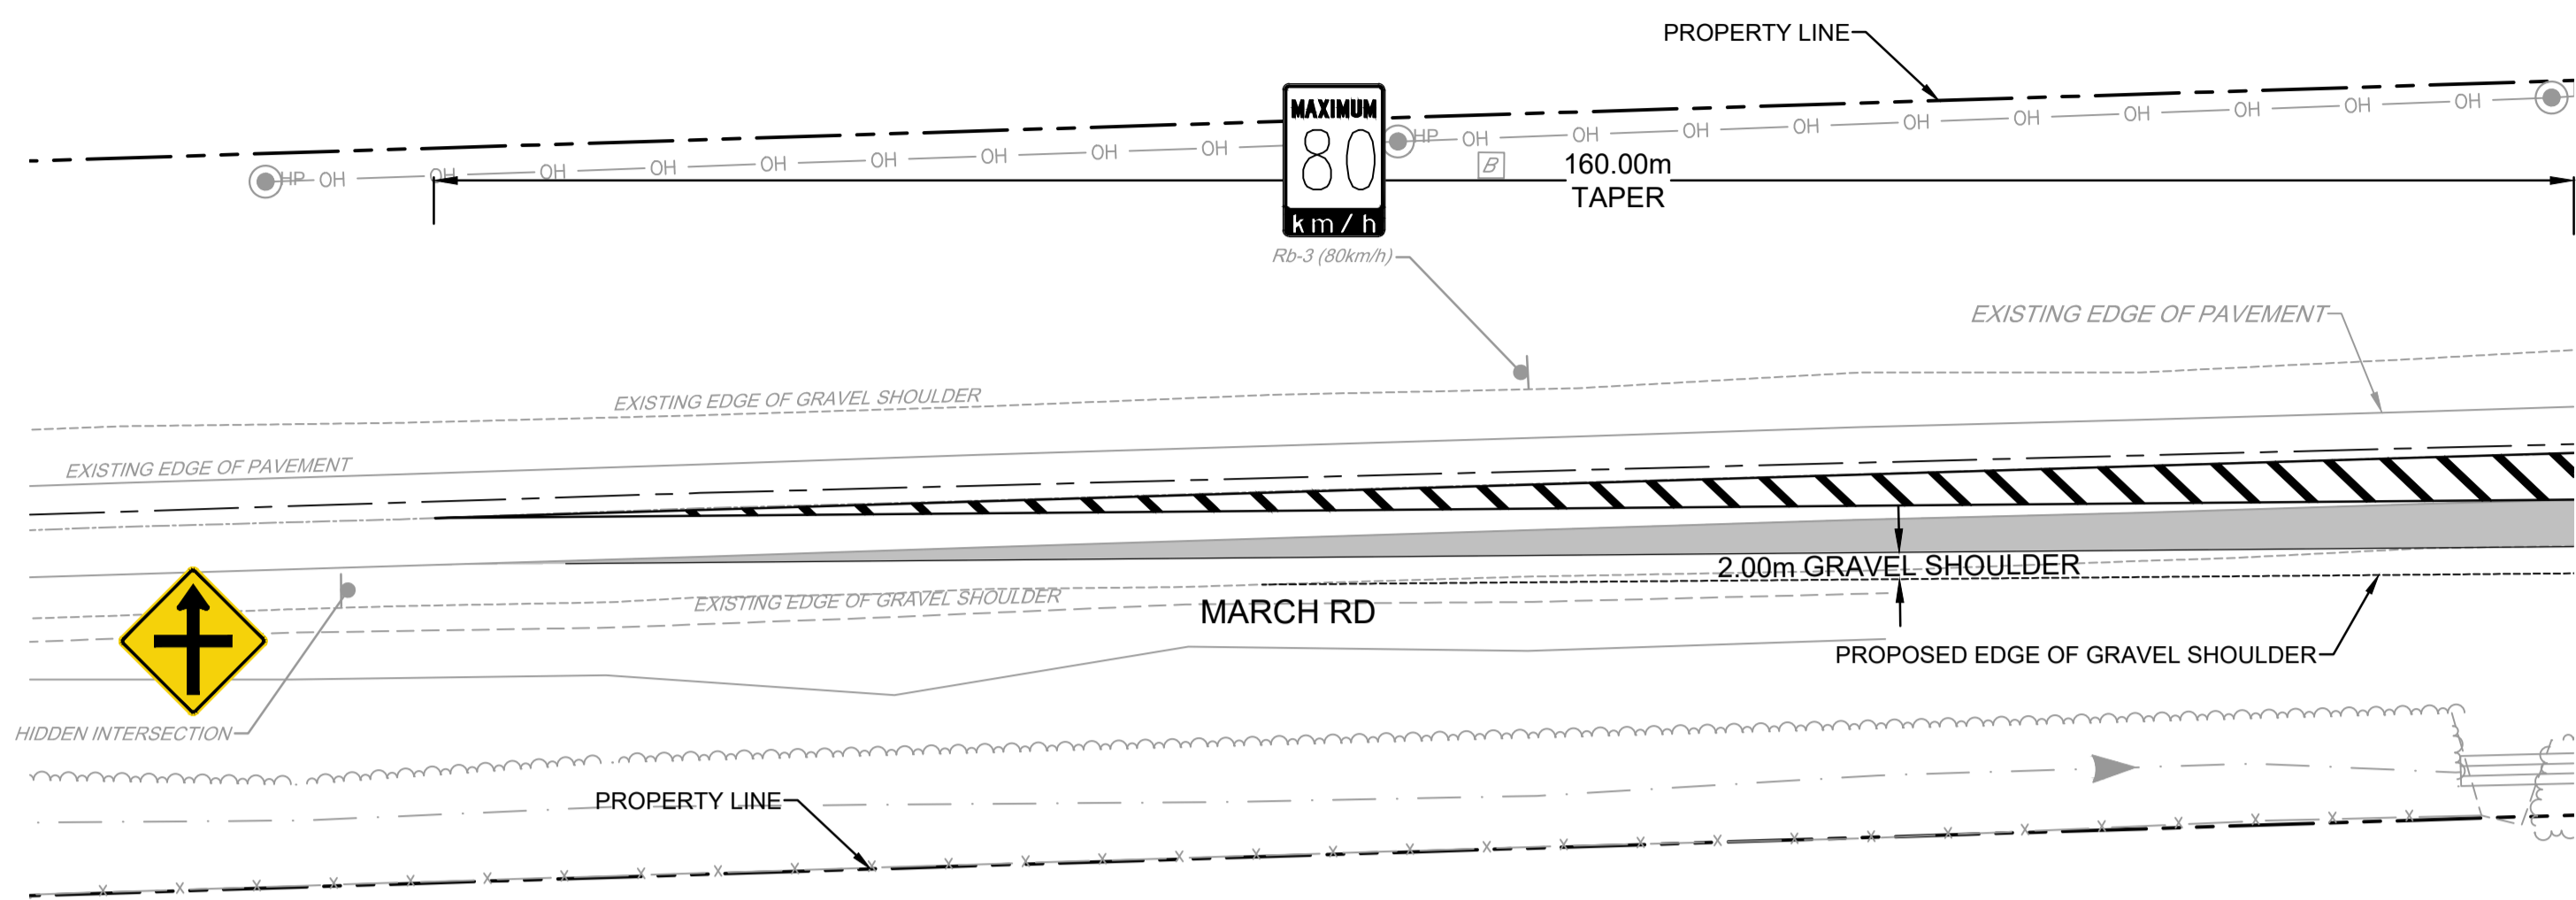 PROPERTY LINE
MAXIMUM
80
km/h
HP OH OH OH OH OH OH OH OH OH
HP OH OH OH OH OH OH OH OH OH OH
B
160.00m
TAPER
Rb-3 (80km/h)
EXISTING EDGE OF PAVEMENT
EXISTING EDGE OF GRAVEL SHOULDER
EXISTING EDGE OF PAVEMENT
2.00m GRAVEL SHOULDER
EXISTING EDGE OF GRAVEL SHOULDER
MARCH RD
PROPOSED EDGE OF GRAVEL SHOULDER
HIDDEN INTERSECTION
PROPERTY LINE